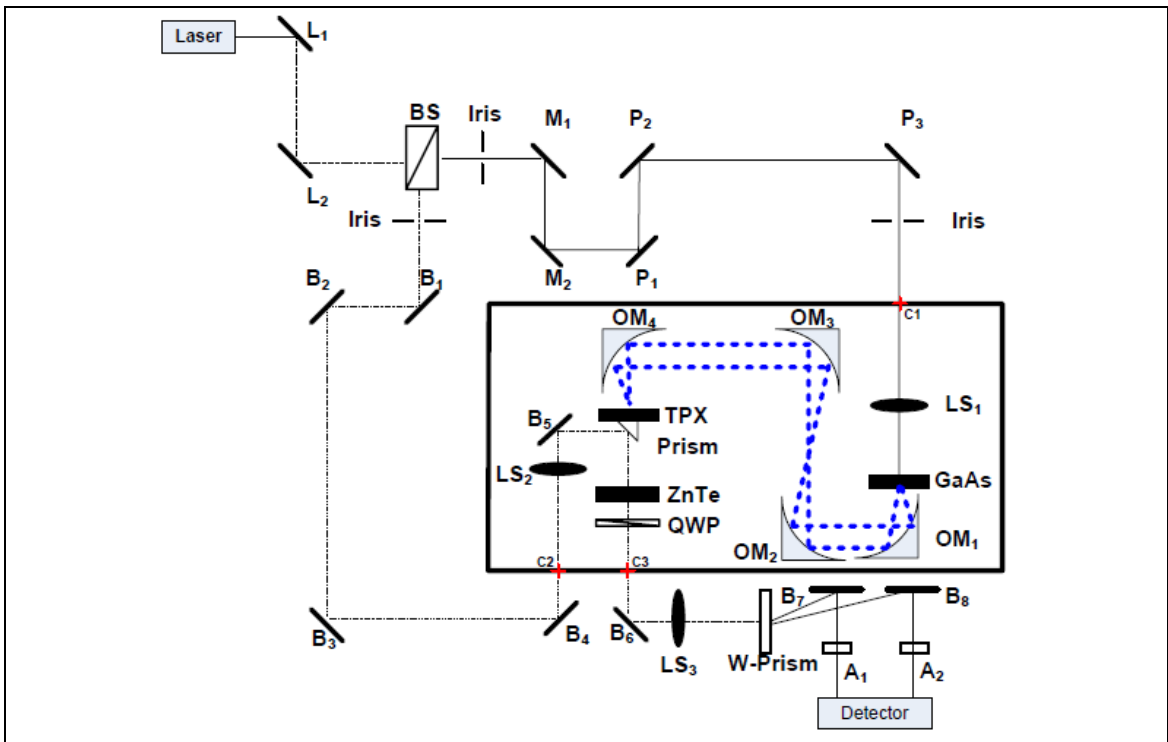 Laser
L1
BS
Iris
M1
P2
P3
L2
Iris
Iris
M2
P1
B2
B1
C1
OM4
OM3
LS1
B5
TPX
Prism
LS2
GaAs
ZnTe
QWP
OM2
OM1
C2
C3
B7
B8
B3
B4
B6
LS3
W-Prism
A1
A2
Detector